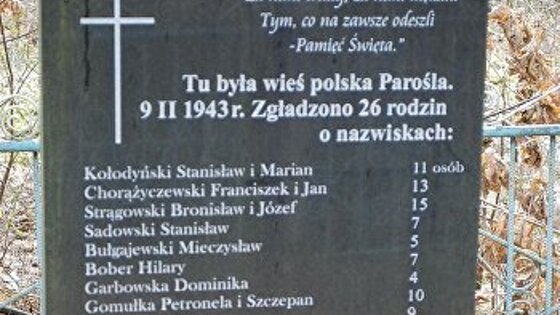 Tym, co na zawsze odeszli
-Pamięć Święta."
Tu była wieś polska Parośla.
9 II 1943 r. Zgładzono 26 rodzin
o nazwiskach:
Kołodyński Stanisław i Marian 11 osób
Chorążyczewski Franciszek i Jan 13
Strągowski Bronisław i Józef 15
Sadowski Stanisław 7
Bułgajewski Mieczysław 5
Bober Hilary 7
Garbowska Dominika 4
Gomułka Petronela i Szczepan 10
9